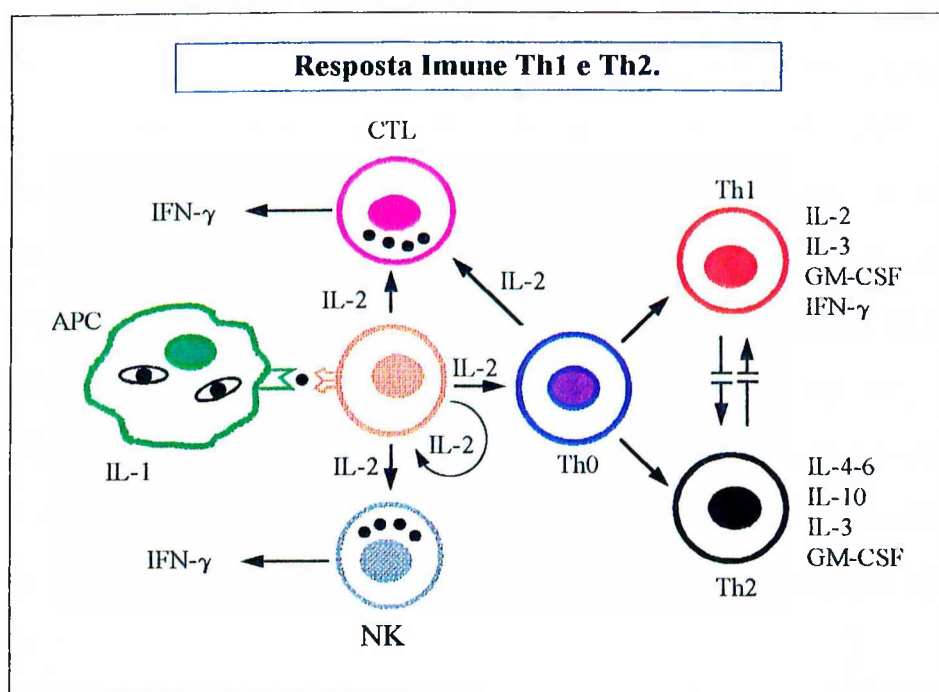 Resposta Imune Th1 e Th2.
CTL
IFN-γ
IL-2
IL-2
Th1
IL-2
IL-3
GM-CSF
IFN-γ
APC
IL-1
IL-2
IL-2
IL-2
Th0
IL-4-6
IL-10
IL-3
GM-CSF
Th2
IFN-γ
NK